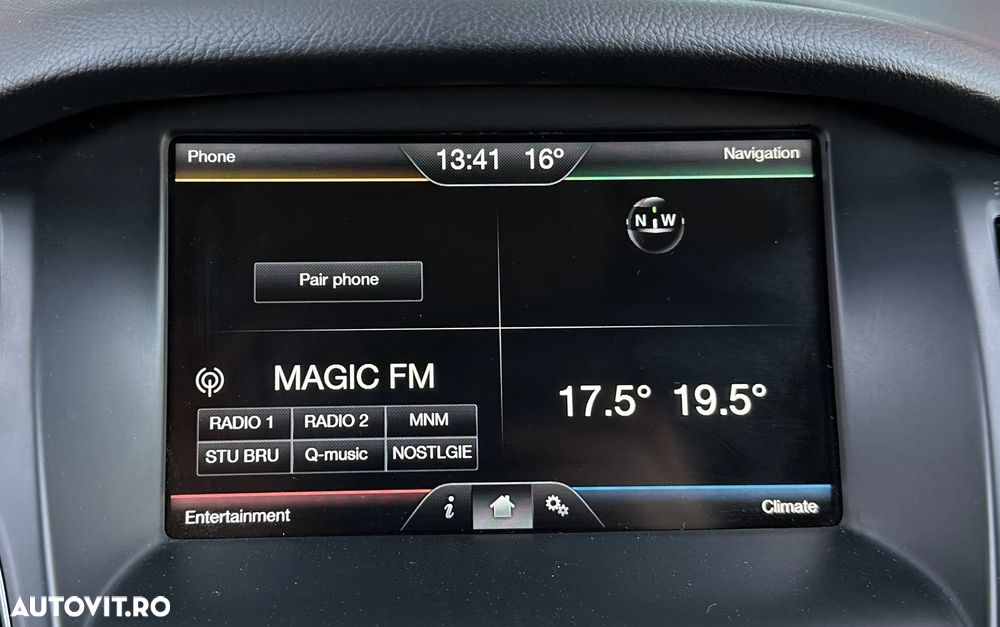 Phone
13:41 16°
Navigation
N W
Pair phone
MAGIC FM
RADIO 1 RADIO 2 MNM
STU BRU Q-music NOSTLGIE
17.5° 19.5°
Entertainment
i
Climate
AUTOVIT.RO